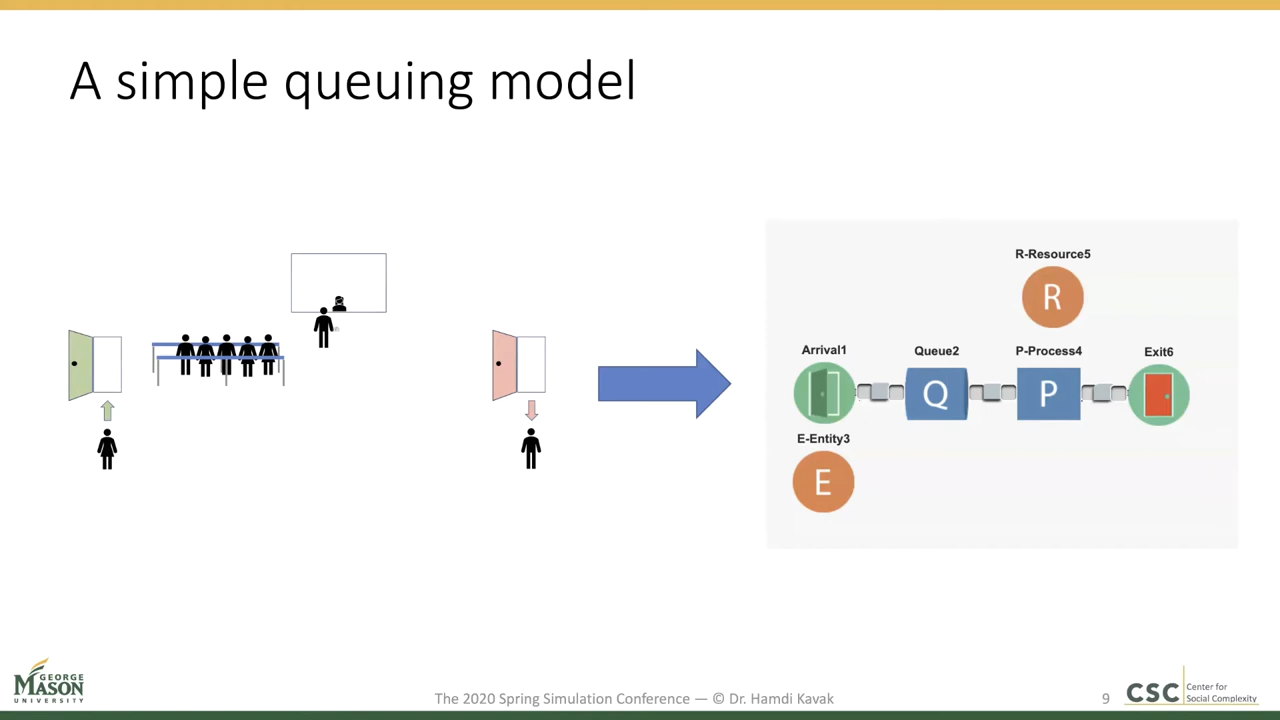 A simple queuing model
R-Resource5
R
Arrival1
Queue2
P-Process4
Exit6
Q
P
E-Entity3
E
GEORGE
MASON
UNIVERSITY
The 2020 Spring Simulation Conference — © Dr. Hamdi Kavak
9
CSC
Center for
Social Complexity